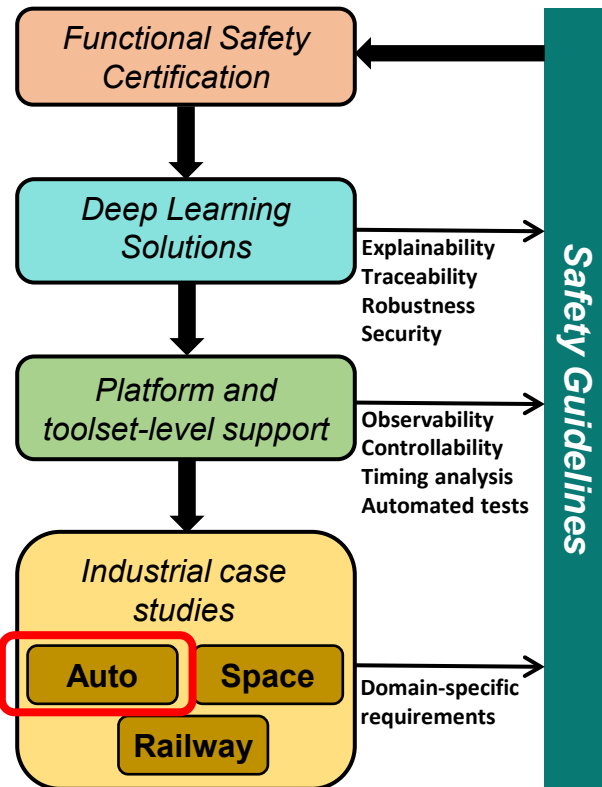 Functional Safety
Certification
Deep Learning
Solutions
Explainability
Traceability
Robustness
Security
Platform and
toolset-level support
Observability
Controllability
Timing analysis
Automated tests
Industrial case
studies
Auto
Space
Railway
Domain-specific
requirements
Safety Guidelines